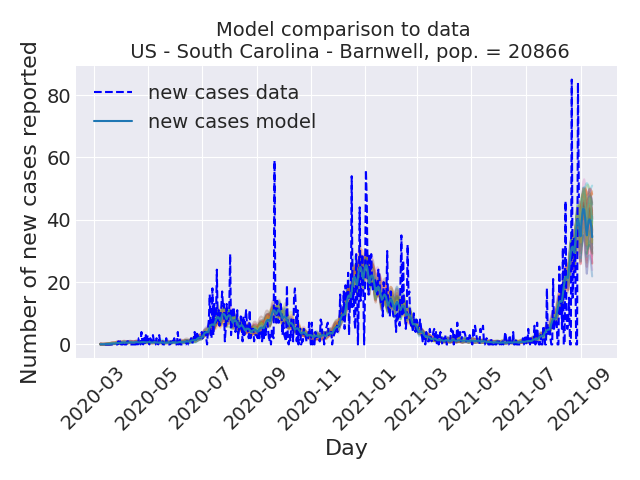 Model comparison to data
US - South Carolina - Barnwell, pop. = 20866
Number of new cases reported
80
60
40
20
0
new cases data
new cases model
2020-03
2020-05
2020-07
2020-09
2020-11
2021-01
2021-03
2021-05
2021-07
2021-09
Day